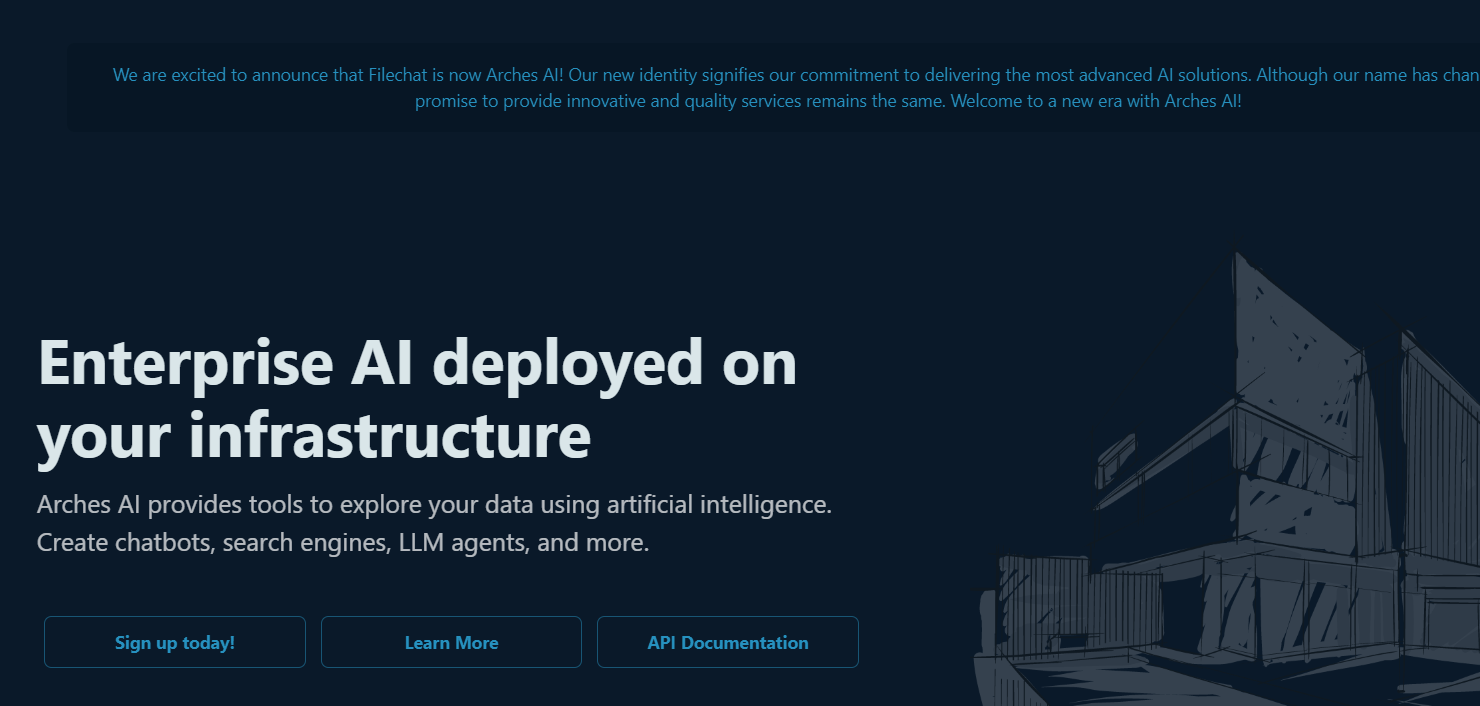 We are excited to announce that Filechat is now Arches AI! Our new identity signifies our commitment to delivering the most advanced AI solutions. Although our name has chan
promise to provide innovative and quality services remains the same. Welcome to a new era with Arches AI!
Enterprise AI deployed on
your infrastructure
Arches AI provides tools to explore your data using artificial intelligence.
Create chatbots, search engines, LLM agents, and more.
Sign up today!
Learn More
API Documentation